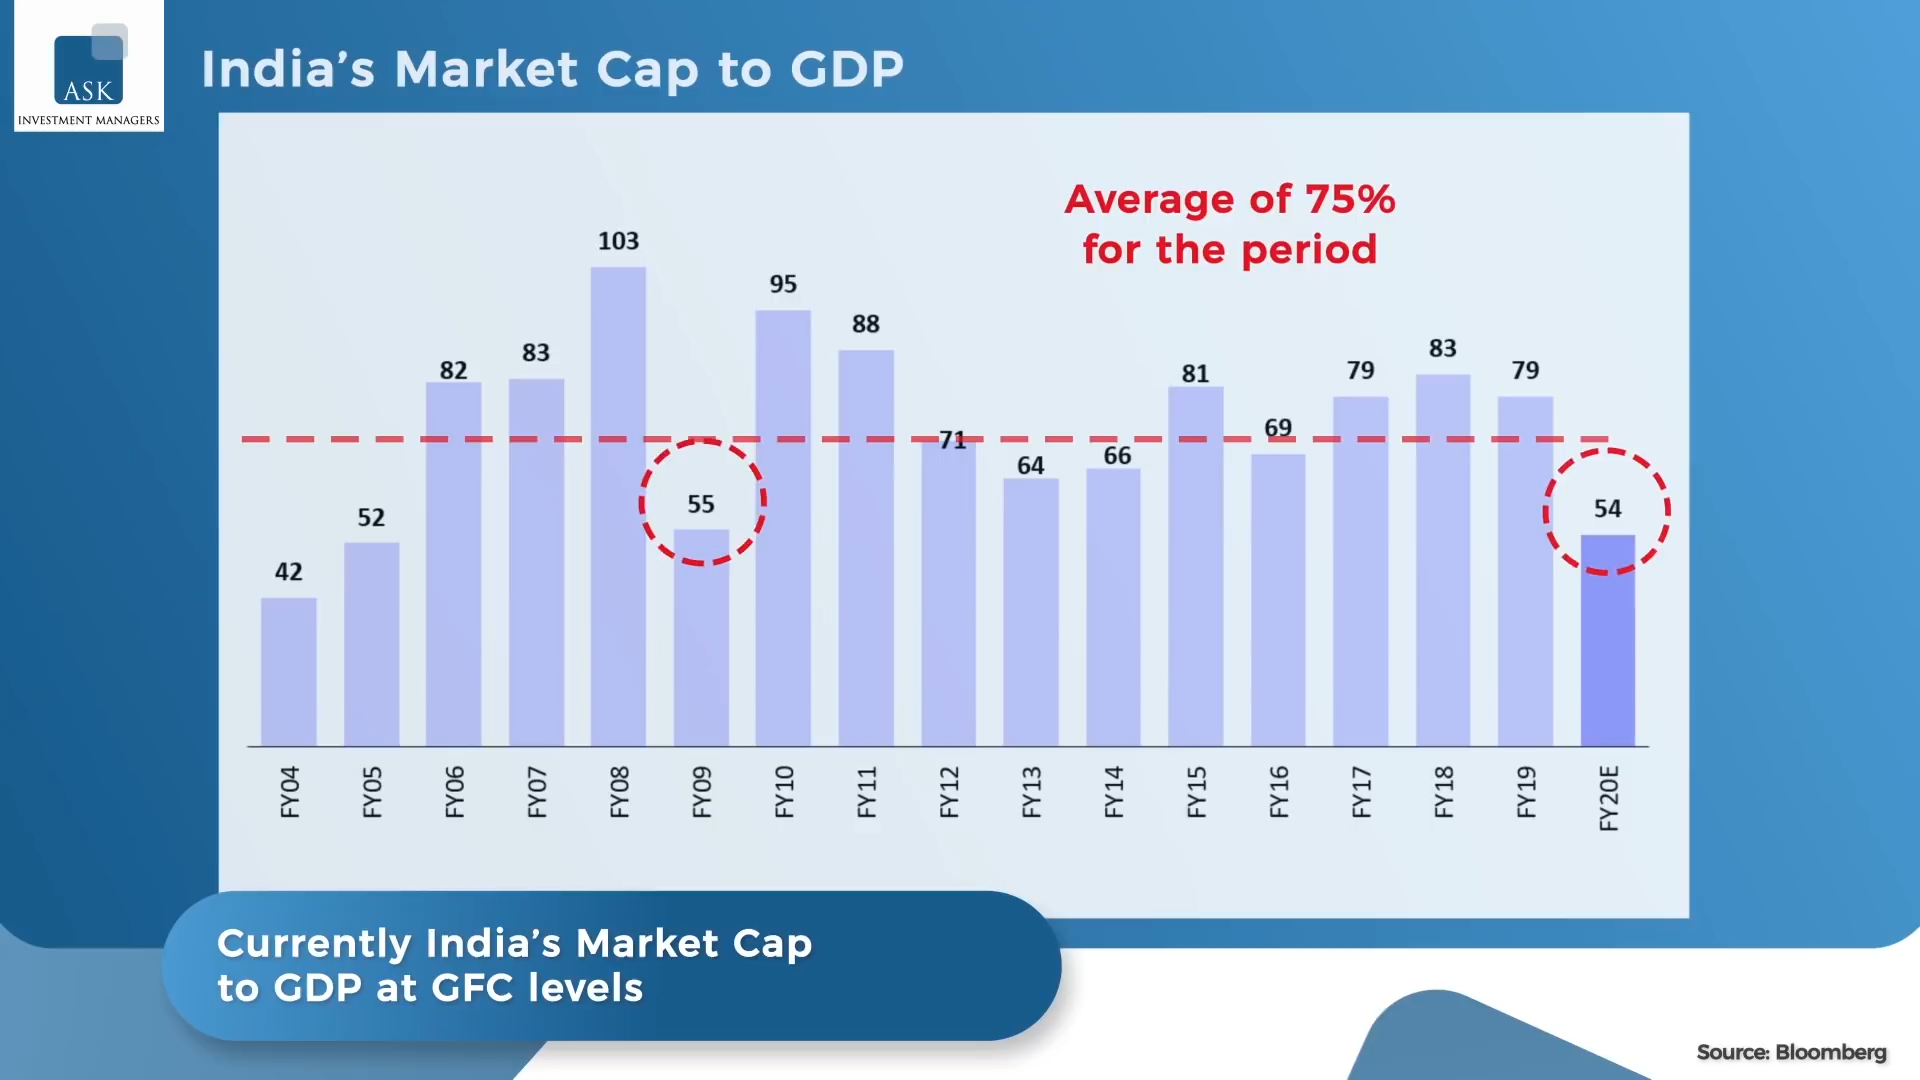 ASK
INVESTMENT MANAGERS
India's Market Cap to GDP
Average of 75%
for the period
42
52
82
83
103
55
95
88
71
64
66
81
69
79
83
79
54
FY04
FY05
FY06
FY07
FY08
FY09
FY10
FY11
FY12
FY13
FY14
FY15
FY16
FY17
FY18
FY19
FY20E
Currently India's Market Cap
to GDP at GFC levels
Source: Bloomberg